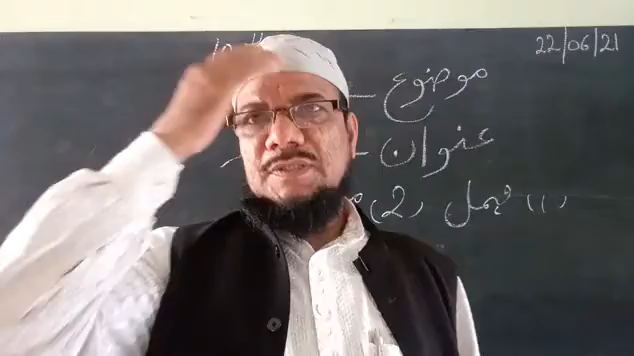 22/06/21
موضوع —
عنوان —
(1) مہمل (2)